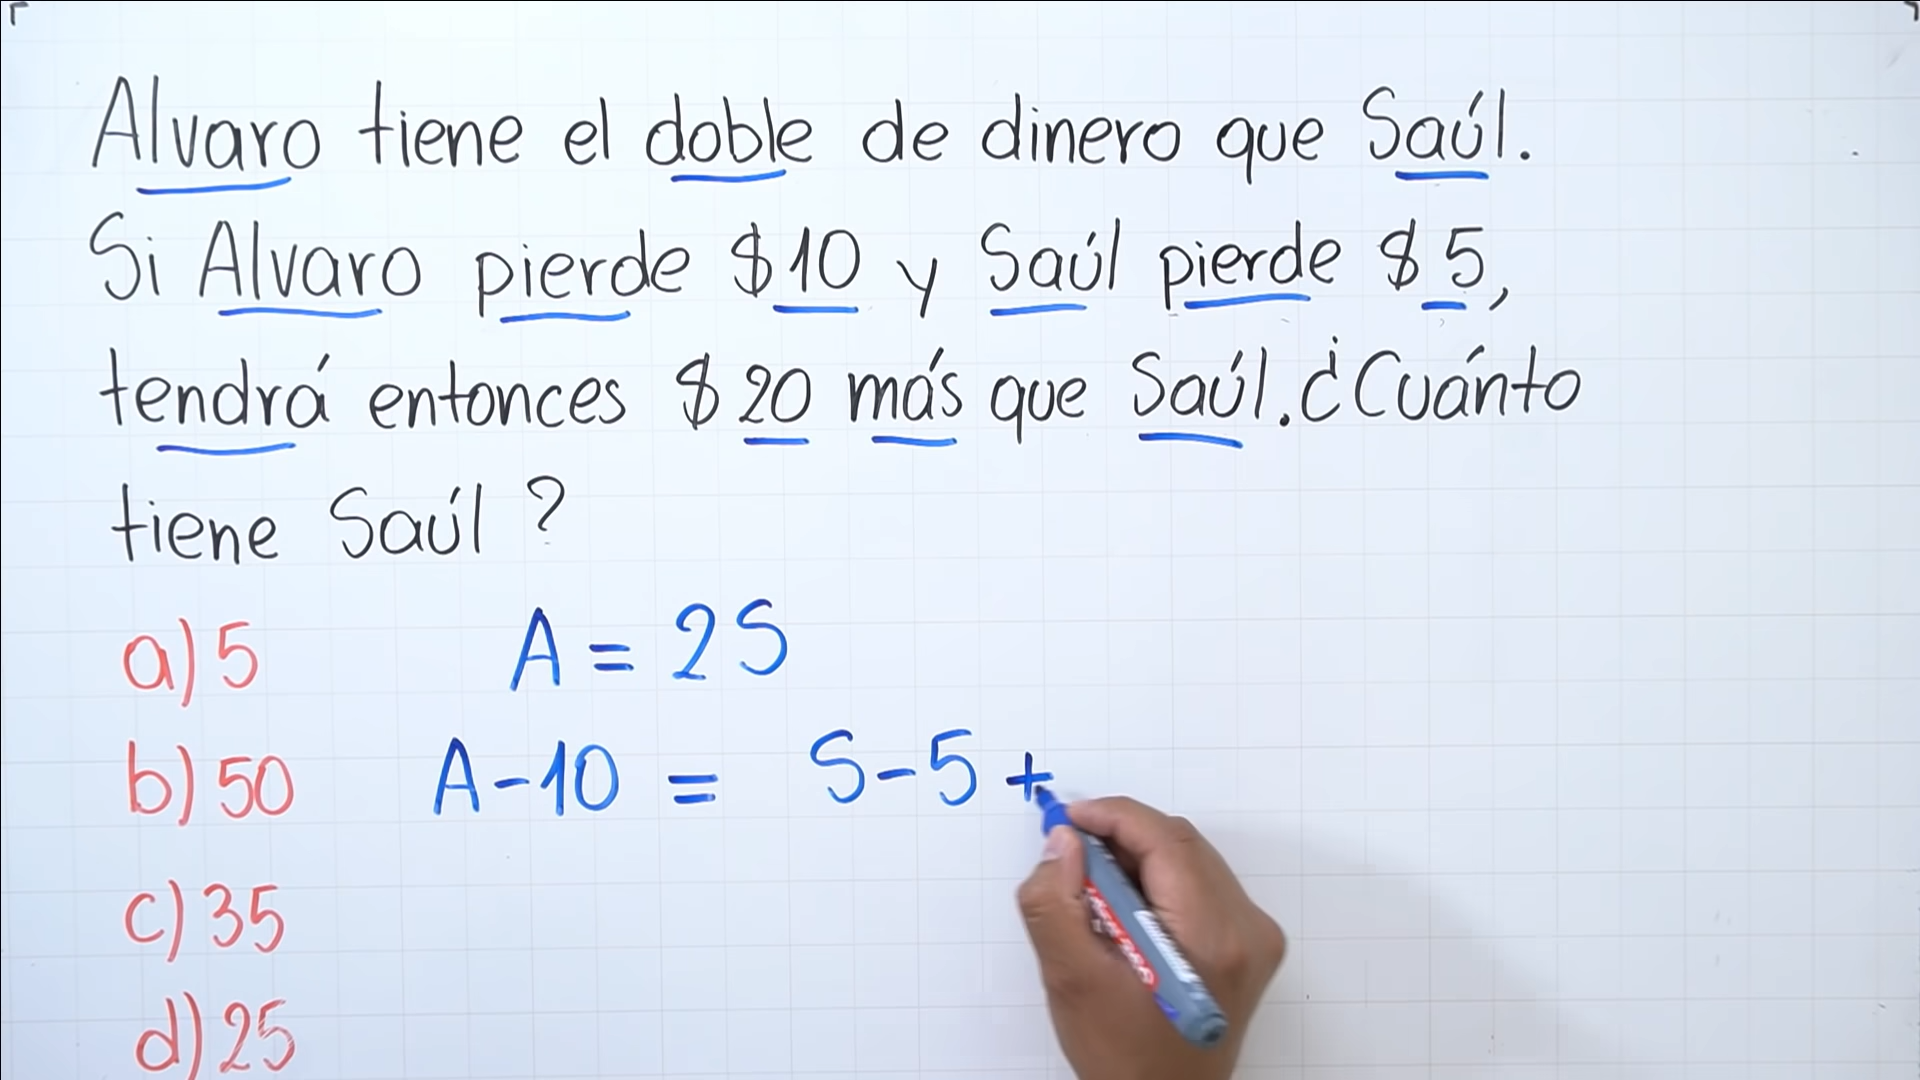 Alvaro tiene el doble de dinero que Saúl.
Si Alvaro pierde $10 y Saúl pierde $5,
tendrá entonces $20 más que Saúl. ¿Cuánto
tiene Saúl?
a) 5
A = 2S
b) 50
A - 10 = S - 5 +
c) 35
d) 25